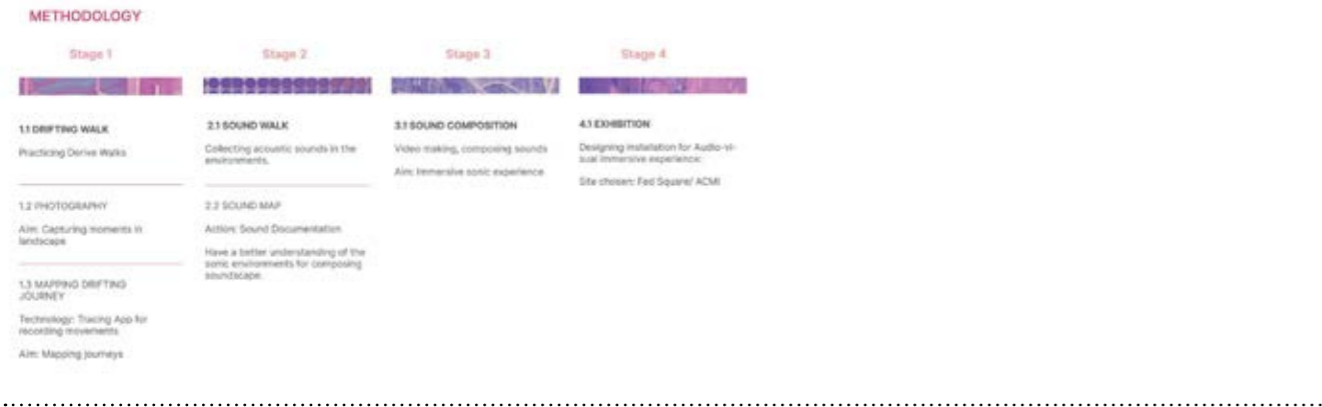 METHODOLOGY
Stage 1
1.1 DRIFTING WALK
Practicing Derive Walks
1.2 PHOTOGRAPHY
Aim: Capturing moments in
landscape
1.3 MAPPING DRIFTING
JOURNEY
Technology: Tracing App for
recording movements
Aim: Mapping journeys
Stage 2
2.1 SOUND WALK
Collecting acoustic sounds in the
environments.
2.2 SOUND MAP
Action: Sound Documentation
Have a better understanding of the
sonic environments for composing
soundscape.
Stage 3
3.1 SOUND COMPOSITION
Video making, composing sounds
Aim: Immersive sonic experience
Stage 4
4.1 EXHIBITION
Designing installation for Audio-vi-
sual immersive experience:
Site chosen: Fed Square/ ACMI